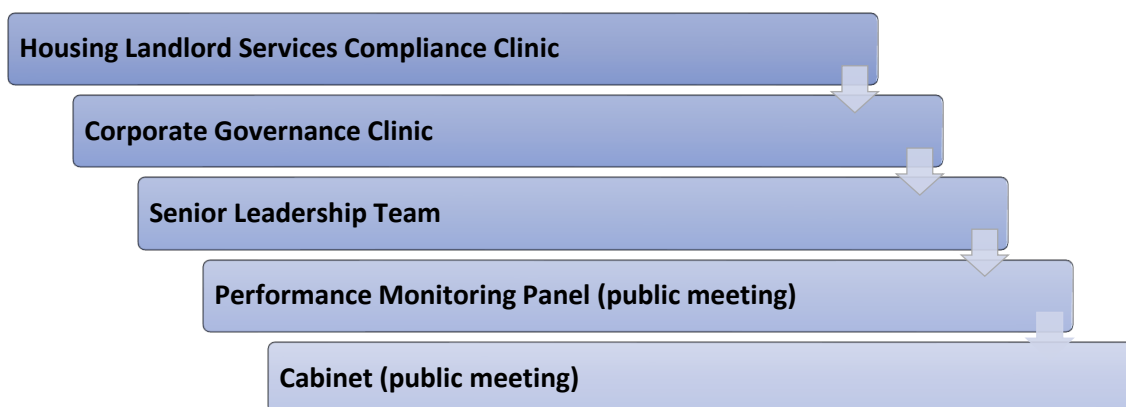 Housing Landlord Services Compliance Clinic
Corporate Governance Clinic
Senior Leadership Team
Performance Monitoring Panel (public meeting)
Cabinet (public meeting)